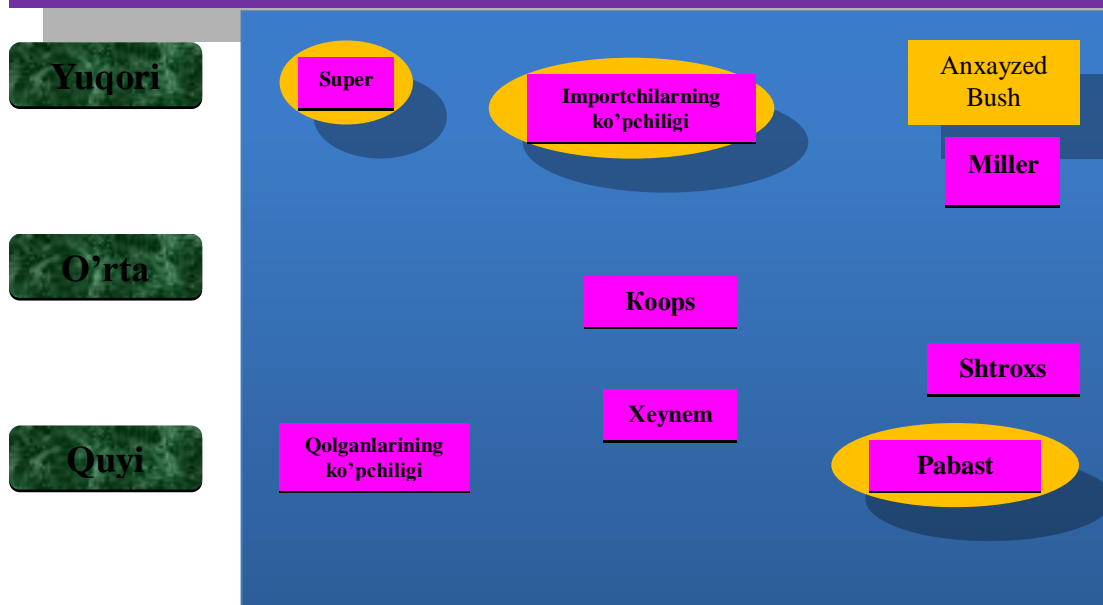 Yuqori
Super
Importchilarning
ko’pchiligi
Anxayzed
Bush
Miller
O’rta
Koops
Shtroxs
Xeynem
Quyi
Qolganlarining
ko’pchiligi
Pabast